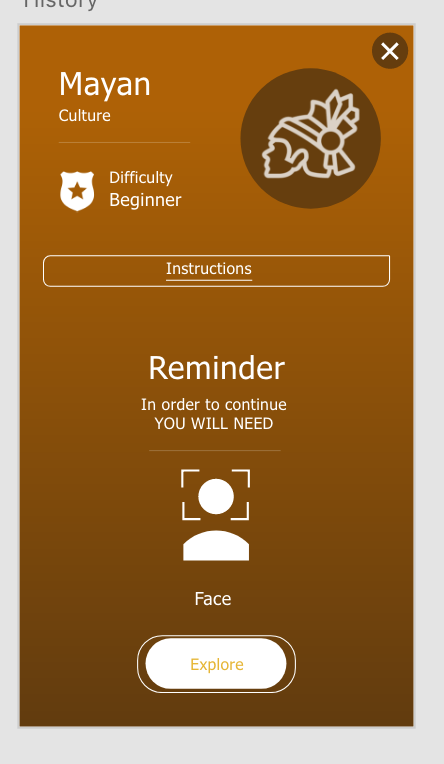 History
Mayan
Culture
Difficulty
Beginner
Instructions
Reminder
In order to continue
YOU WILL NEED
Face
Explore